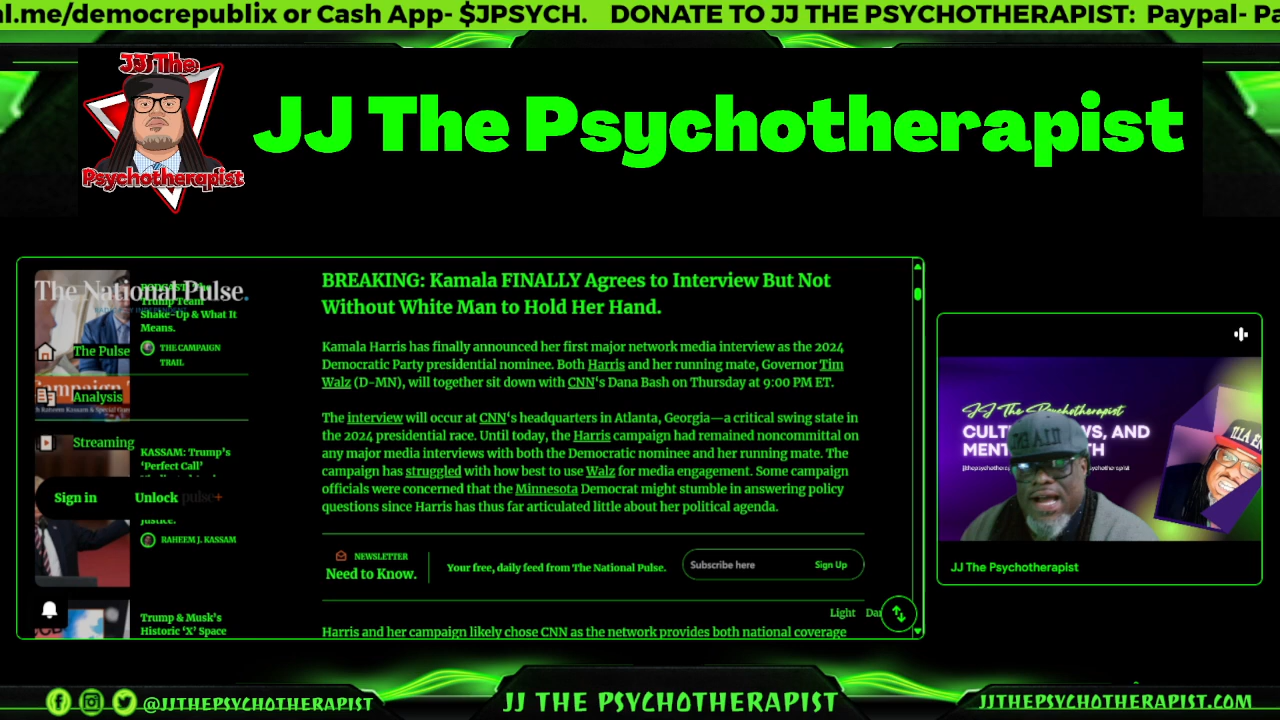 al.me/democrepublix or Cash App- $JPSYCH. DONATE TO JJ THE PSYCHOTHERAPIST: Paypal- Pa
JJ The
Psychotherapist
JJ The Psychotherapist
The National Pulse.
Trump Team
Shake-Up & What It
Means.
THE CAMPAIGN
TRAIL
The Pulse
Analysis
Streaming
KASSAM: Trump's
'Perfect Call'
Sign in
Unlock pulse+
Justice.
RAHEEM J. KASSAM
Trump & Musk's
Historic 'X' Space
BREAKING: Kamala FINALLY Agrees to Interview But Not
Without White Man to Hold Her Hand.
Kamala Harris has finally announced her first major network media interview as the 2024
Democratic Party presidential nominee. Both Harris and her running mate, Governor Tim
Walz (D-MN), will together sit down with CNN's Dana Bash on Thursday at 9:00 PM ET.
The interview will occur at CNN's headquarters in Atlanta, Georgia—a critical swing state in
the 2024 presidential race. Until today, the Harris campaign had remained noncommittal on
any major media interviews with both the Democratic nominee and her running mate. The
campaign has struggled with how best to use Walz for media engagement. Some campaign
officials were concerned that the Minnesota Democrat might stumble in answering policy
questions since Harris has thus far articulated little about her political agenda.
NEWSLETTER
Need to Know.
Your free, daily feed from The National Pulse.
Subscribe here
Sign Up
Light Da
Harris and her campaign likely chose CNN as the network provides both national coverage
JJ The Psychotherapist
CULT WS, AND
MENT TH
JJ The Psychotherapist
@JJTHEPSYCHOTHERAPIST
JJ THE PSYCHOTHERAPIST
JJTHEPSYCHOTHERAPIST.COM